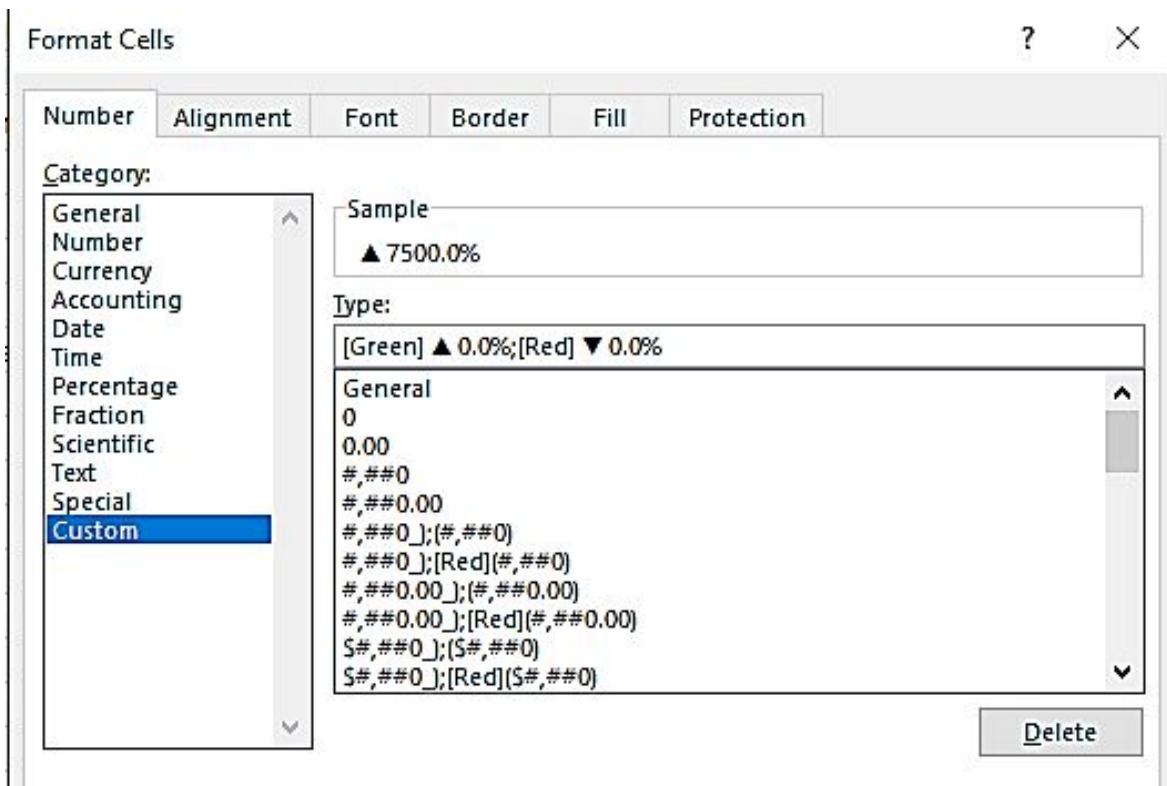 Format Cells
?
Number Alignment Font Border Fill Protection
Category:
General
Number
Currency
Accounting
Date
Time
Percentage
Fraction
Scientific
Text
Special
Custom
Sample
▲ 7500.0%
Type:
[Green] ▲ 0.0%;[Red] ▼ 0.0%
General
0
0.00
#,##0
#,##0.00
#,##0_);(#,##0)
#,##0_);[Red](#,##0)
#,##0.00_);(#,##0.00)
#,##0.00_);[Red](#,##0.00)
$#,##0_);($#,##0)
$#,##0_);[Red]($#,##0)
Delete